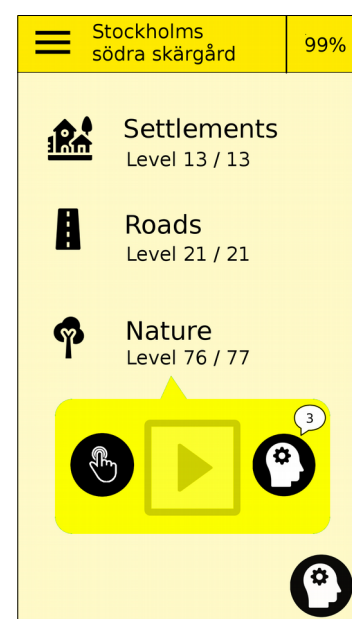 Stockholms
södra skärgård
99%
Settlements
Level 13 / 13
Roads
Level 21 / 21
Nature
Level 76 / 77
3